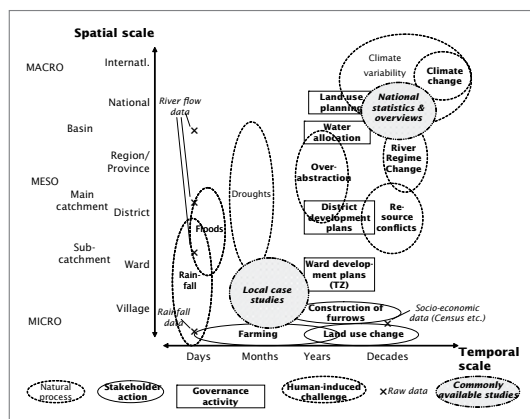 Spatial scale
MACRO
Internatl.
National
Basin
Region/
Province
MESO
Main
catchment
District
Sub-
catchment
Ward
Village
MICRO
River flow
data
Floods
Rain-
fall
Rainfall
data
Droughts
Climate
variability
Climate
change
Land use
planning
National
statistics &
overviews
Water
allocation
Over-
abstraction
River
Regime
Change
District
development
plans
Re-
source
conflicts
Ward develop-
ment plans
(TZ)
Local case
studies
Construction of
furrows
Socio-economic
data (Census etc.)
Farming
Land use change
Days
Months
Years
Decades
Temporal
scale
Natural
process
Stakeholder
action
Governance
activity
Human-induced
challenge
Raw data
Commonly
available studies